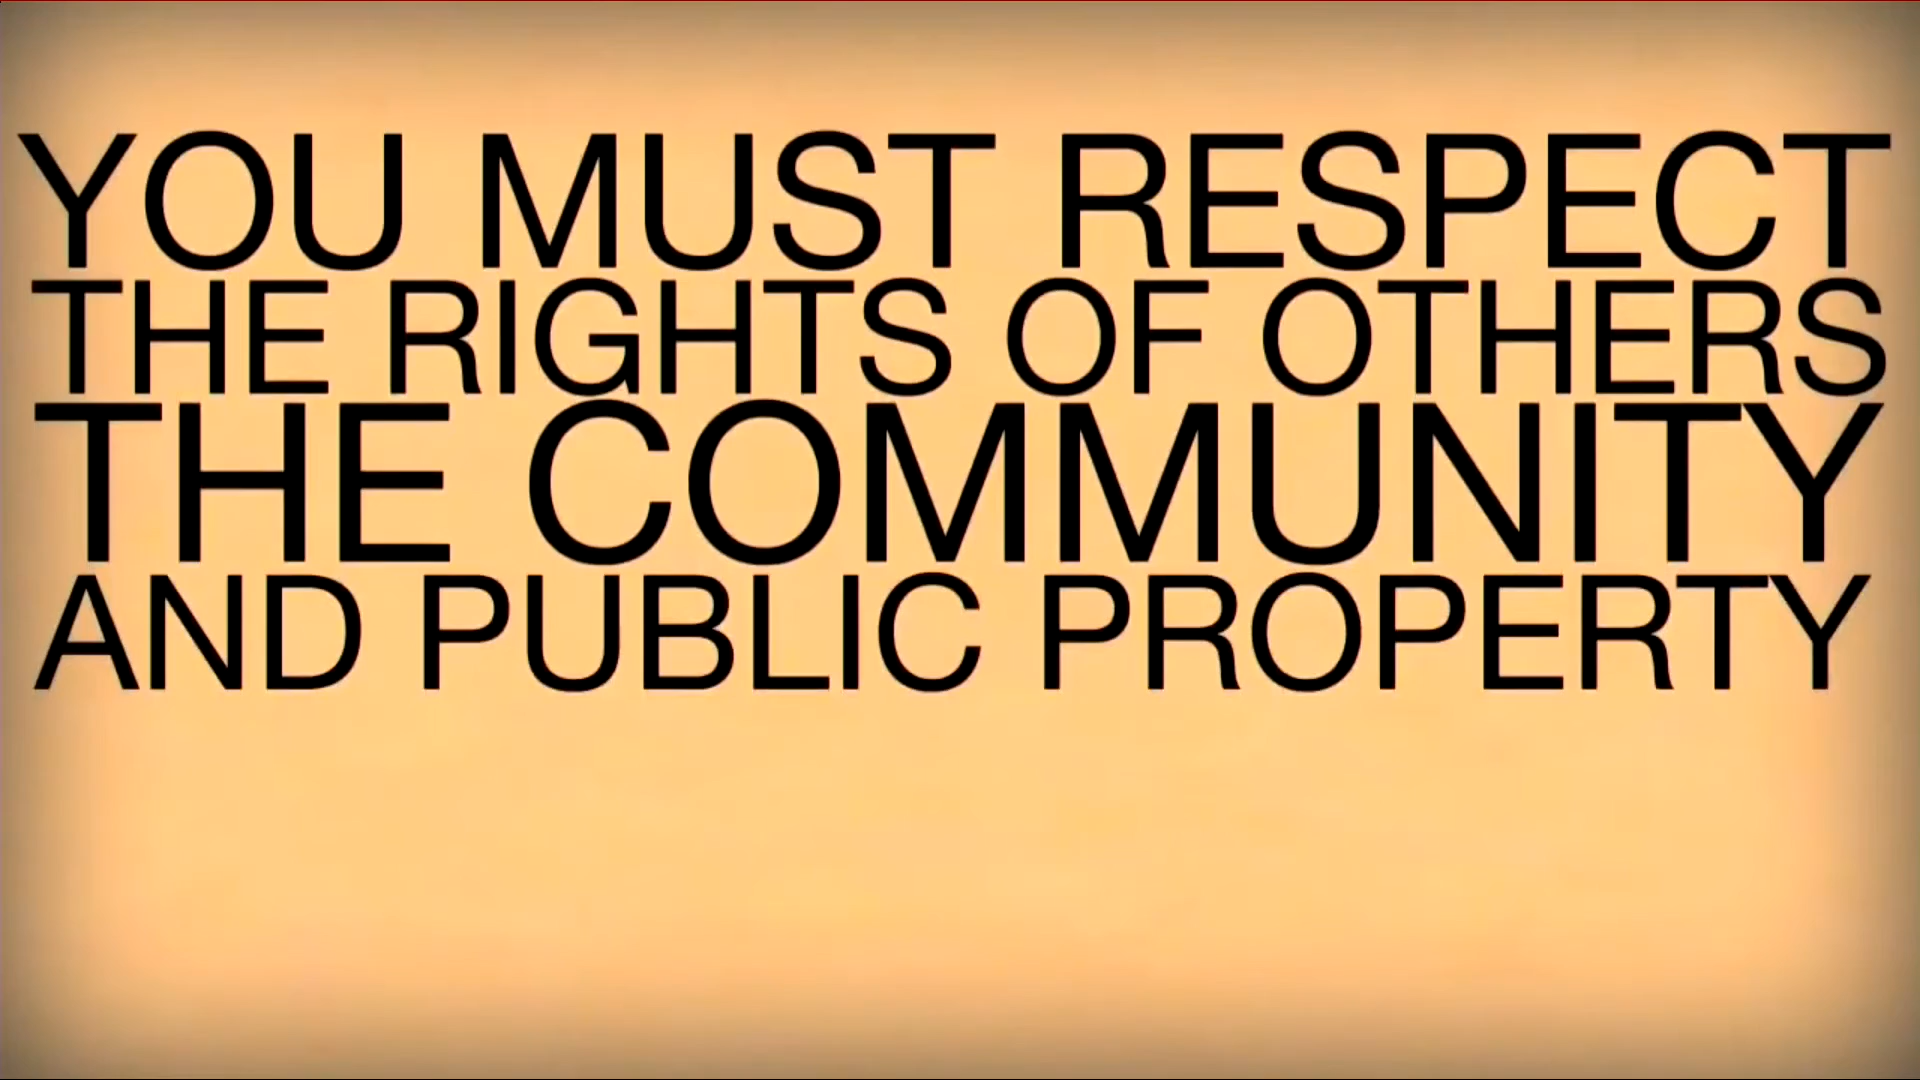 YOU MUST RESPECT
THE RIGHTS OF OTHERS
THE COMMUNITY
AND PUBLIC PROPERTY